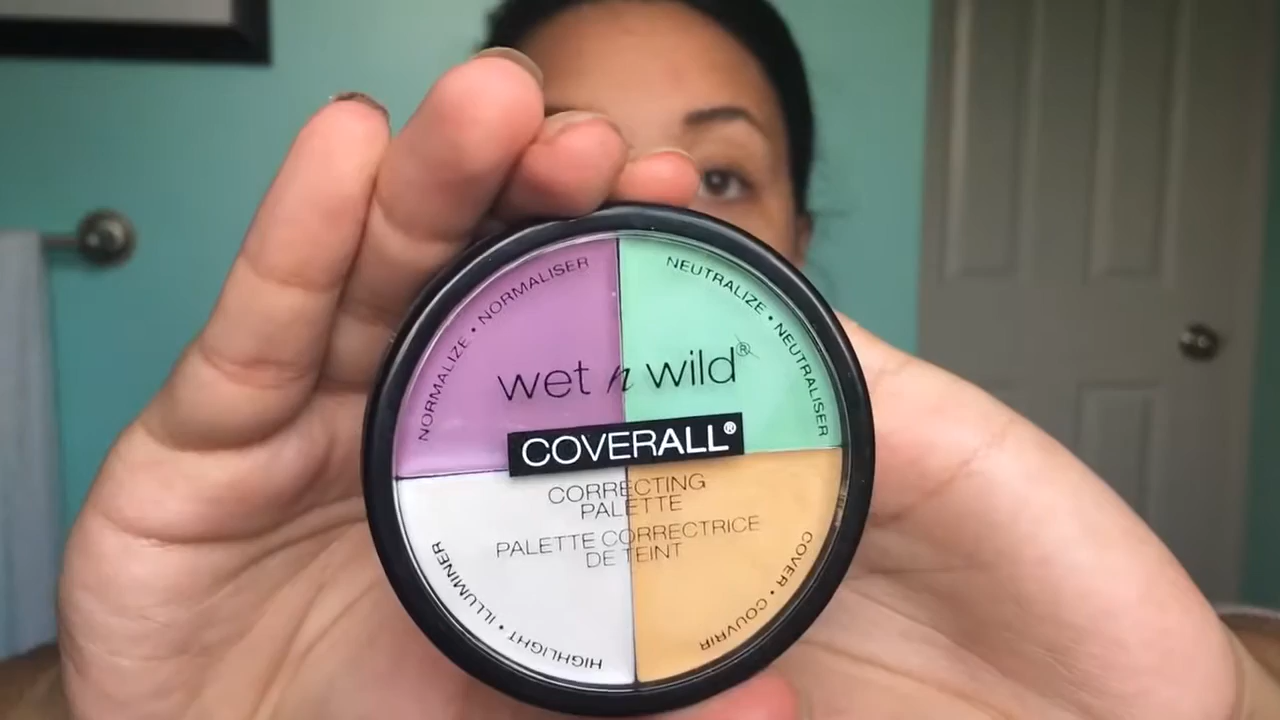 NORMALIZE • NORMALISER
NEUTRALIZE • NEUTRALISER
wet n wild®
COVERALL®
CORRECTING
PALETTE
PALETTE CORRECTRICE
DE TEINT
HIGHLIGHT • ILLUMINER
COVER • COUVRIR